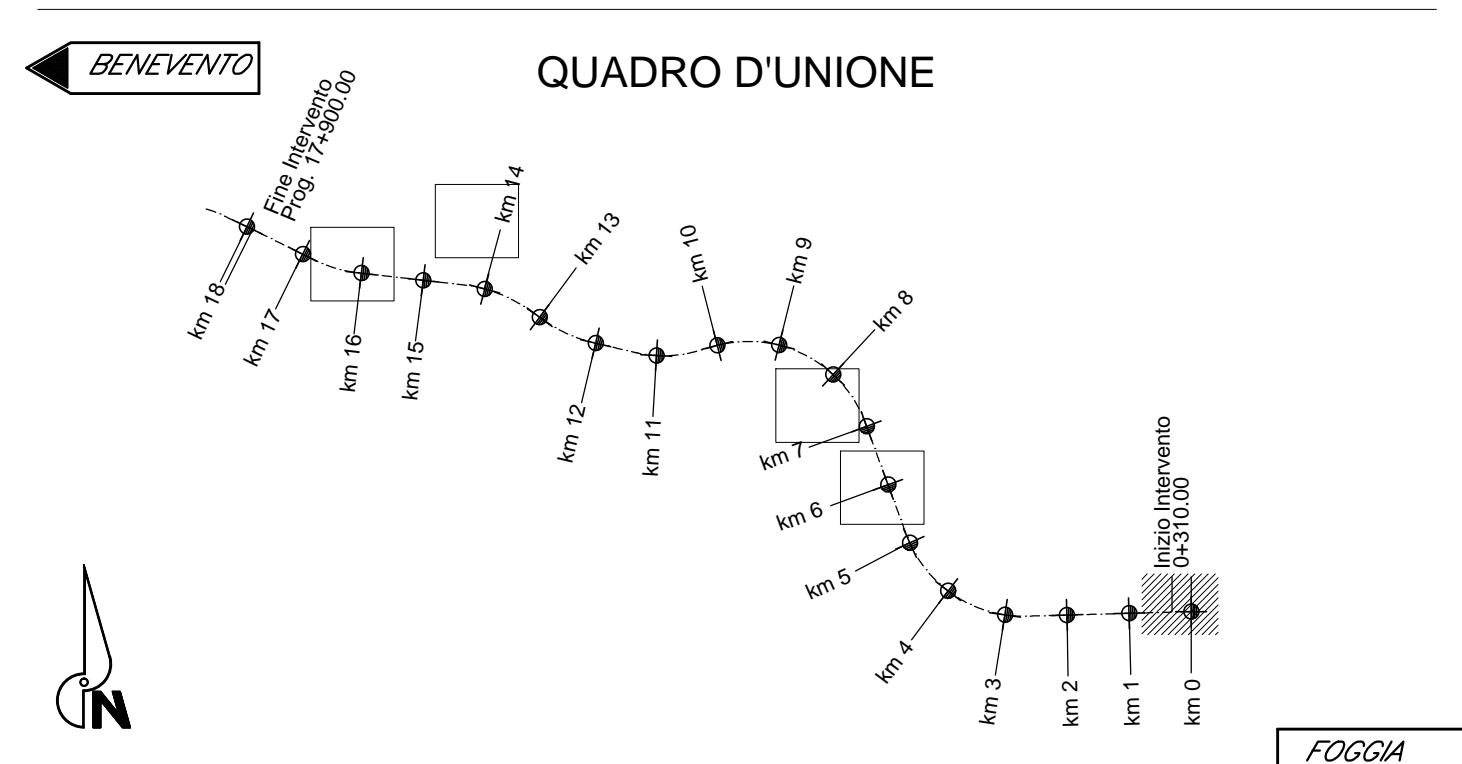 BENEVENTO
QUADRO D'UNIONE
Fine Intervento
Prog. 17+900.00
km 18
km 17
km 16
km 15
km 14
km 13
km 12
km 11
km 10
km 9
km 8
km 7
km 6
km 5
km 4
km 3
km 2
km 1
km 0
Inizio Intervento
0+310.00
N
FOGGIA